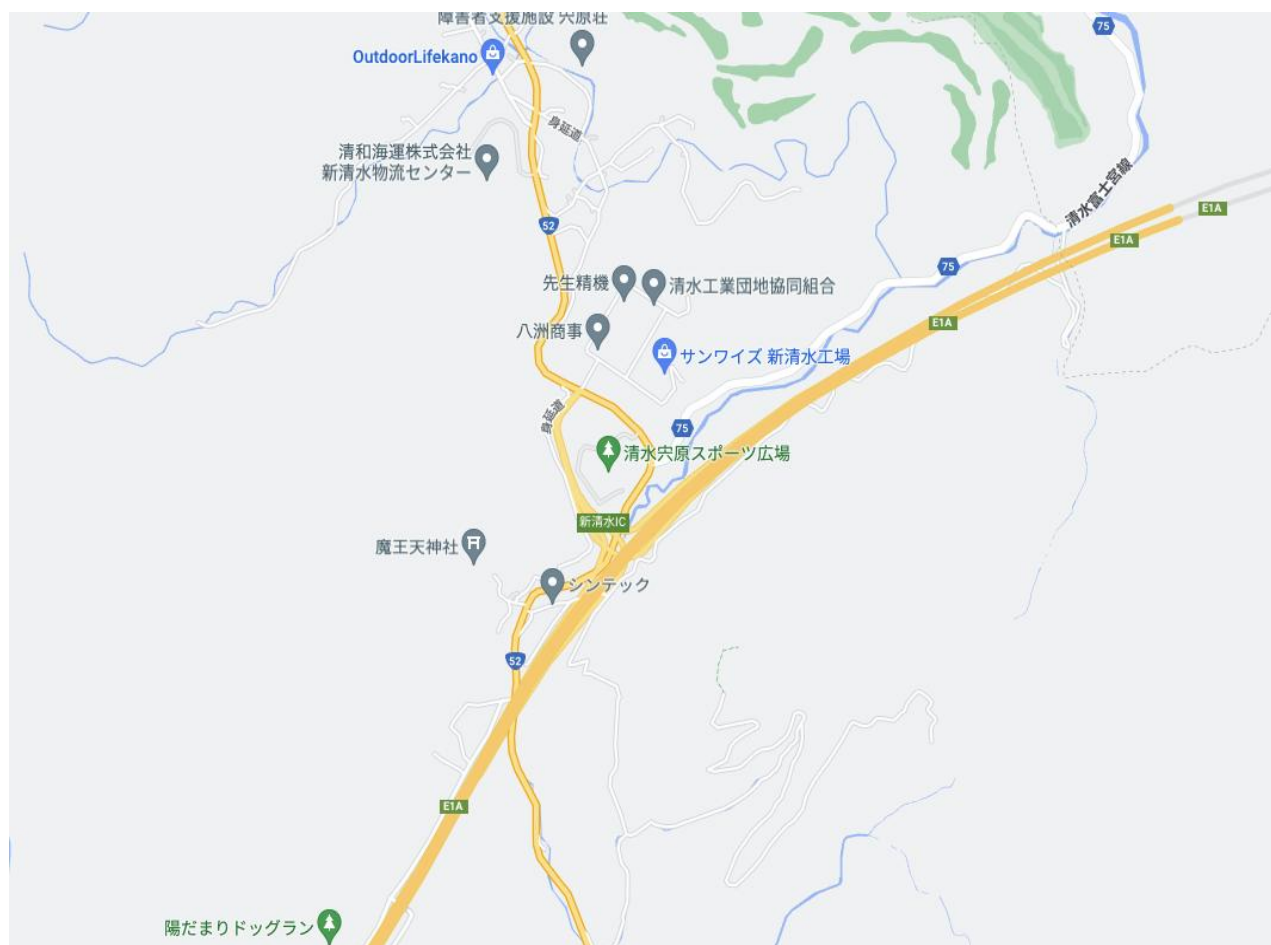 障害者支援施設 宍原荘
75
OutdoorLifekano
身延道
清和海運株式会社
新清水物流センター
清水富士宮線
E1A
52
E1A
75
先生精機
清水工業団地協同組合
八洲商事
E1A
サンワイズ 新清水工場
身延道
75
清水宍原スポーツ広場
新清水IC
魔王天神社
シンテック
52
E1A
陽だまりドッグラン